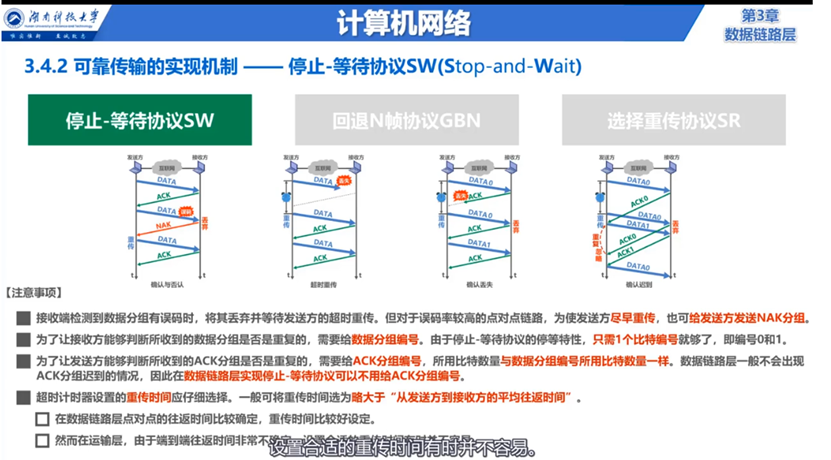 湖南科技大学
计算机网络
第3章
数据链路层
3.4.2 可靠传输的实现机制 —— 停止-等待协议SW(Stop-and-Wait)
停止-等待协议SW
回退N帧协议GBN
选择重传协议SR
发送方 接收方
互联网
DATA
ACK
DATA
误码
NAK
丢弃
重传
DATA
ACK
t t
确认与否认
发送方 接收方
互联网
DATA
丢失
重传
DATA
ACK
DATA
ACK
t t
超时重传
发送方 接收方
互联网
DATA0
丢失
ACK
重传
DATA0
丢弃
ACK
DATA1
ACK
t t
确认丢失
发送方 接收方
互联网
DATA0
ACK0
重传
DATA0
丢弃
DATA1
重复
忽略
ACK0
ACK1
DATA0
t t
确认迟到
【注意事项】
接收端检测到数据分组有误码时，将其丢弃并等待发送方的超时重传。但对于误码率较高的点对点链路，为使发送方尽早重传，也可给发送方发送NAK分组。
为了让接收方能够判断所收到的数据分组是否是重复的，需要给数据分组编号。由于停止-等待协议的停等特性，只需1个比特编号就够了，即编号0和1。
为了让发送方能够判断所收到的ACK分组是否是重复的，需要给ACK分组编号，所用比特数量与数据分组编号所用比特数量一样。数据链路层一般不会出现
ACK分组迟到的情况，因此在数据链路层实现停止-等待协议可以不用给ACK分组编号。
超时计时器设置的重传时间应仔细选择。一般可将重传时间选为略大于“从发送方到接收方的平均往返时间”。
在数据链路层点对点的往返时间比较确定，重传时间比较好设定。
然而在运输层，由于端到端往返时间非常不
设置合适的重传时间有时并不容易。